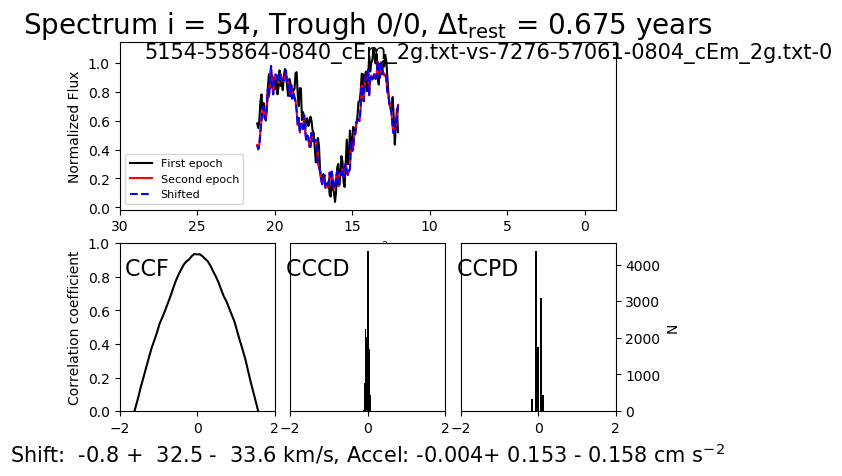 Spectrum i = 54, Trough 0/0, Δt_rest = 0.675 years
5154-55864-0840_cEm_2g.txt-vs-7276-57061-0804_cEm_2g.txt-0
Normalized Flux
1.0
0.8
0.6
0.4
0.2
0.0
First epoch
Second epoch
Shifted
30 25 20 15 10 5 0
Correlation coefficient
1.0
0.8
0.6
0.4
0.2
0.0
CCF
CCCD
CCPD
4000
3000
2000
1000
0
N
−2 0 2
−2 0 2
−2 0 2
Shift: -0.8 + 32.5 - 33.6 km/s, Accel: -0.004+ 0.153 - 0.158 cm s⁻²